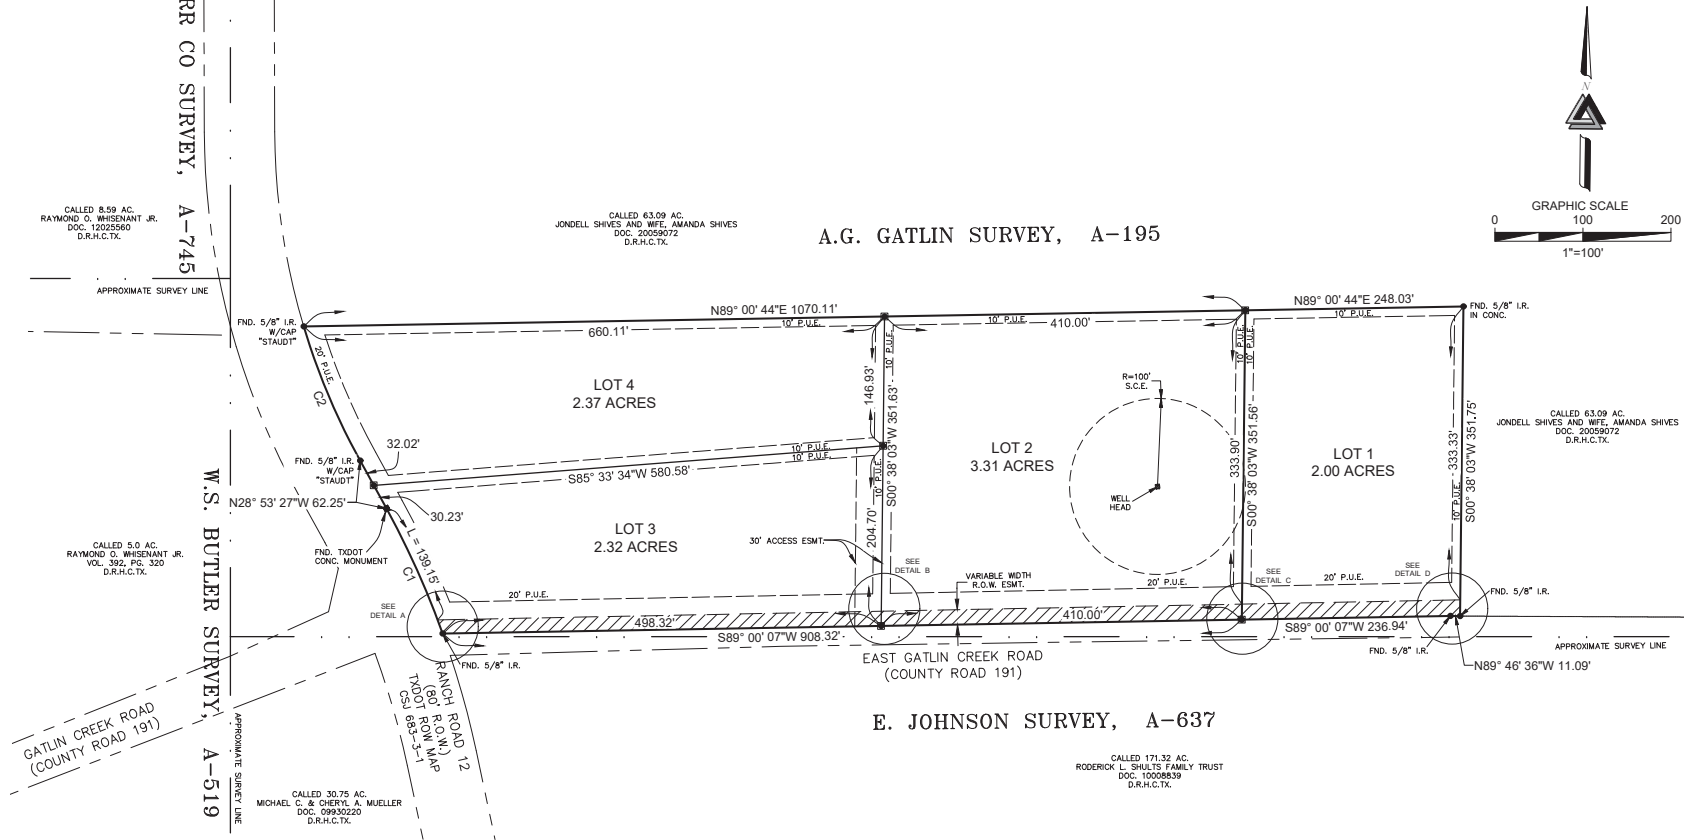 RR CO SURVEY, A-745
N
GRAPHIC SCALE
0 100 200
1"=100'
CALLED 8.59 AC.
RAYMOND O. WHISENANT JR.
DOC. 12025560
D.R.H.C.TX.
CALLED 63.09 AC.
JONDELL SHIVES AND WIFE, AMANDA SHIVES
DOC. 20059072
D.R.H.C.TX.
A.G. GATLIN SURVEY, A-195
APPROXIMATE SURVEY LINE
FND. 5/8" I.R.
W/CAP
"STAUDT"
N89° 00' 44"E 1070.11'
660.11'
10' P.U.E.
10' P.U.E.
410.00'
N89° 00' 44"E 248.03'
10' P.U.E.
FND. 5/8" I.R.
IN CONC.
20' P.U.E.
C2
LOT 4
2.37 ACRES
146.93'
10' P.U.E.
S00° 38' 03"W 351.63'
R=100'
S.C.E.
10' P.U.E.
10' P.U.E.
LOT 2
3.31 ACRES
WELL
HEAD
333.90'
S00° 38' 03"W 351.56'
LOT 1
2.00 ACRES
333.33'
10' P.U.E.
S00° 38' 03"W 351.75'
CALLED 63.09 AC.
JONDELL SHIVES AND WIFE, AMANDA SHIVES
DOC. 20059072
D.R.H.C.TX.
32.02'
FND. 5/8" I.R.
W/CAP
"STAUDT"
10' P.U.E.
10' P.U.E.
S85° 33' 34"W 580.58'
N28° 53' 27"W 62.25'
30.23'
10' P.U.E.
204.70'
LOT 3
2.32 ACRES
FND. TXDOT
CONC. MONUMENT
L = 139.15'
C1
30' ACCESS ESMT.
CALLED 5.0 AC.
RAYMOND O. WHISENANT JR.
VOL. 392, PG. 320
D.R.H.C.TX.
W.S. BUTLER SURVEY, A-519
SEE
DETAIL A
SEE
DETAIL B
SEE
DETAIL C
SEE
DETAIL D
VARIABLE WIDTH
R.O.W. ESMT.
20' P.U.E.
20' P.U.E.
20' P.U.E.
FND. 5/8" I.R.
498.32'
410.00'
S89° 00' 07"W 908.32'
S89° 00' 07"W 236.94'
FND. 5/8" I.R.
FND. 5/8" I.R.
APPROXIMATE SURVEY LINE
N89° 46' 36"W 11.09'
EAST GATLIN CREEK ROAD
(COUNTY ROAD 191)
RANCH ROAD 12
(80' R.O.W.)
TXDOT ROW MAP
CSJ 683-3-1
GATLIN CREEK ROAD
(COUNTY ROAD 191)
APPROXIMATE SURVEY LINE
E. JOHNSON SURVEY, A-637
CALLED 171.32 AC.
RODERICK L. SHULTS FAMILY TRUST
DOC. 10008839
D.R.H.C.TX.
CALLED 30.75 AC.
MICHAEL C. & CHERYL A. MUELLER
DOC. 09930220
D.R.H.C.TX.